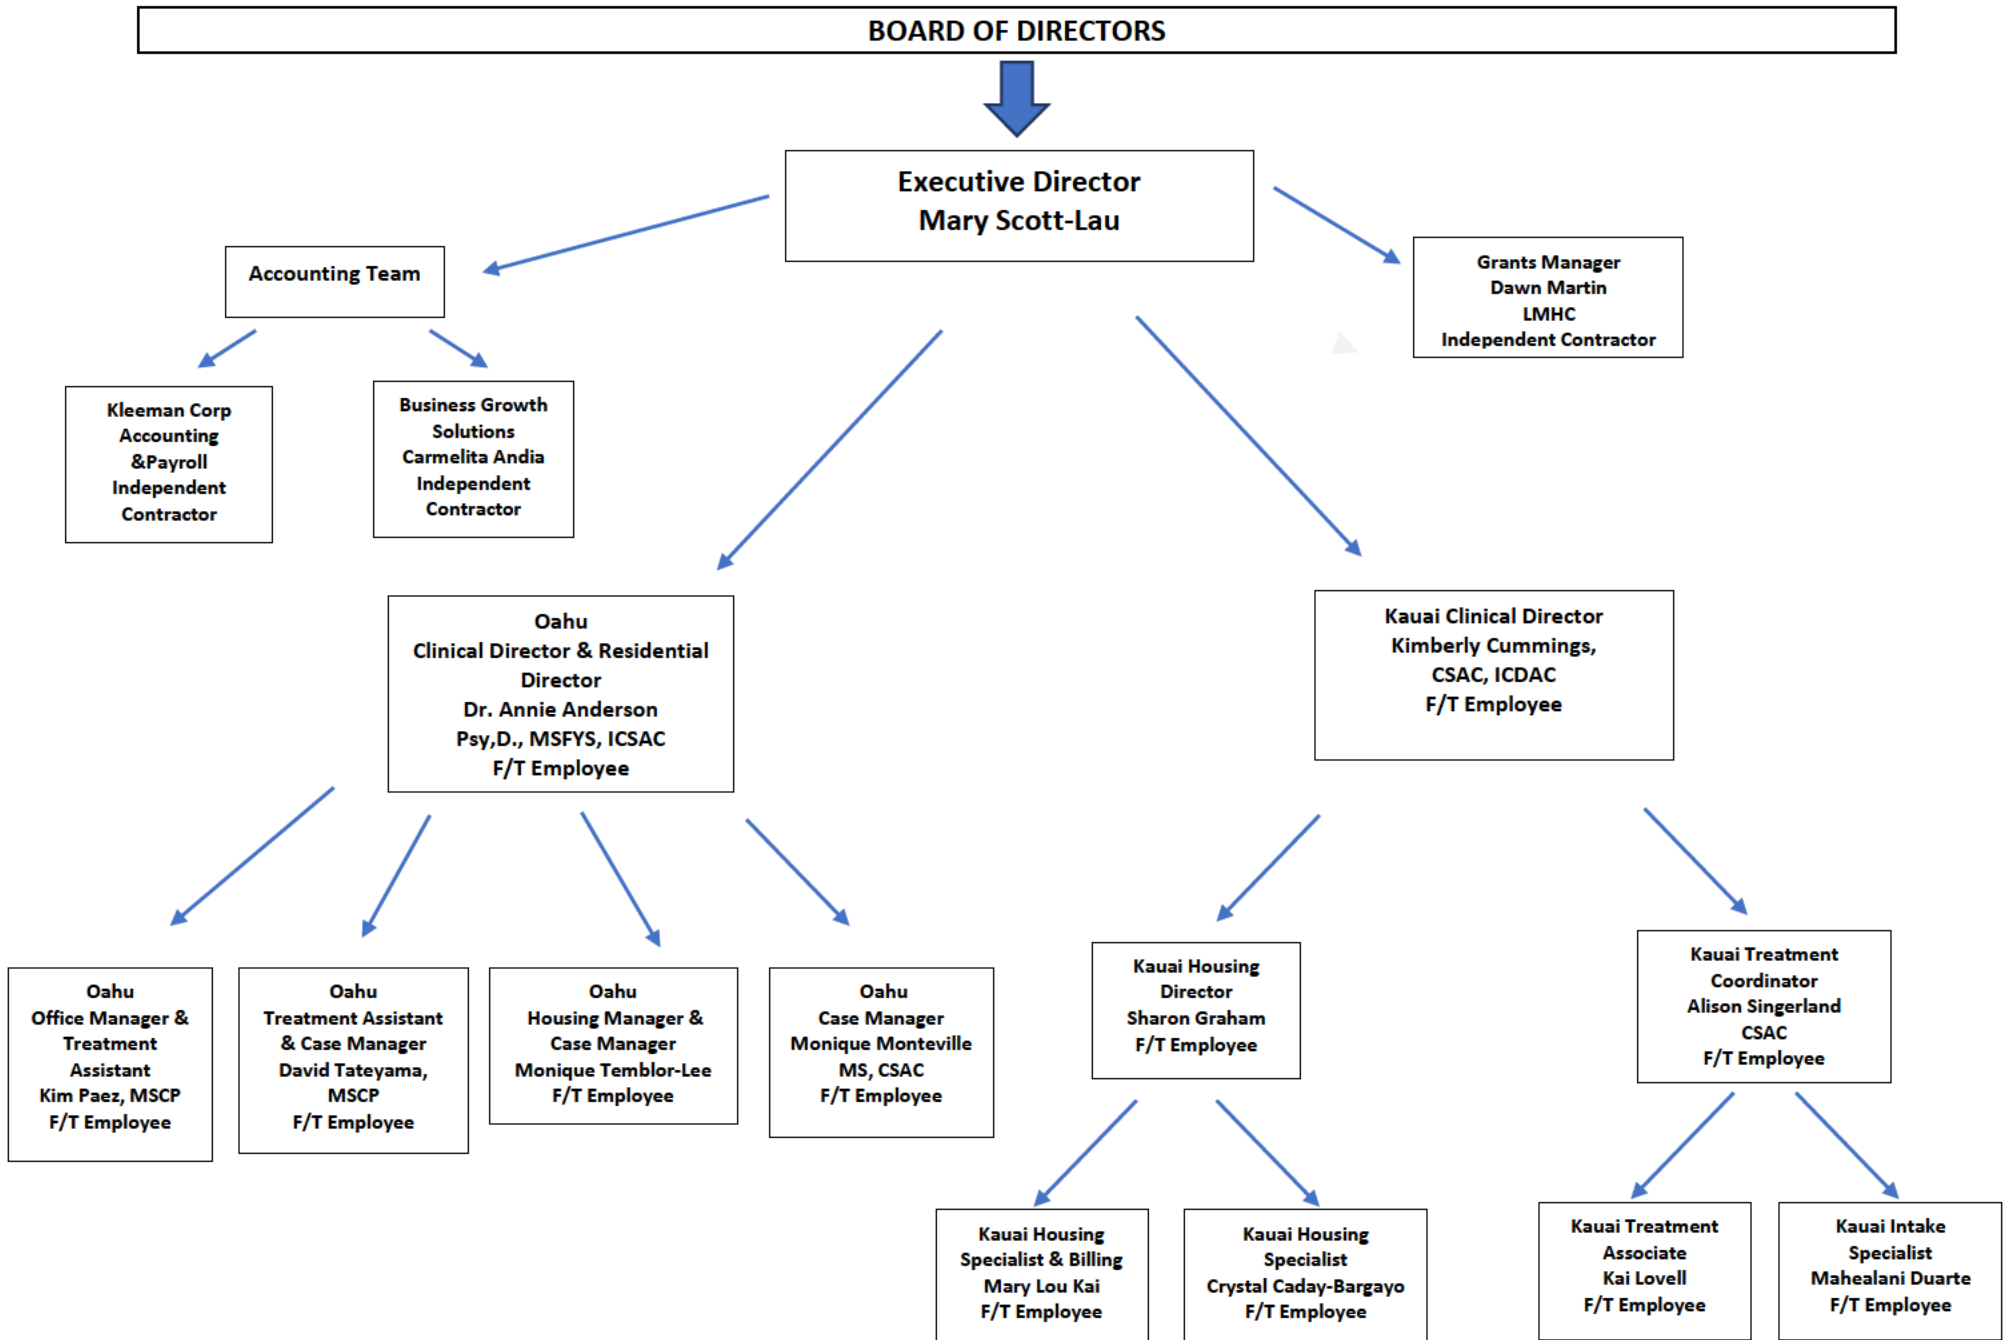 BOARD OF DIRECTORS
Executive Director
Mary Scott-Lau
Accounting Team
Grants Manager
Dawn Martin
LMHC
Independent Contractor
Kleeman Corp
Accounting
&Payroll
Independent
Contractor
Business Growth
Solutions
Carmelita Andia
Independent
Contractor
Oahu
Clinical Director & Residential
Director
Dr. Annie Anderson
Psy,D., MSFYS, ICSAC
F/T Employee
Kauai Clinical Director
Kimberly Cummings,
CSAC, ICDAC
F/T Employee
Oahu
Office Manager &
Treatment
Assistant
Kim Paez, MSCP
F/T Employee
Oahu
Treatment Assistant
& Case Manager
David Tateyama,
MSCP
F/T Employee
Oahu
Housing Manager &
Case Manager
Monique Temblor-Lee
F/T Employee
Oahu
Case Manager
Monique Monteville
MS, CSAC
F/T Employee
Kauai Housing
Director
Sharon Graham
F/T Employee
Kauai Treatment
Coordinator
Alison Singerland
CSAC
F/T Employee
Kauai Housing
Specialist & Billing
Mary Lou Kai
F/T Employee
Kauai Housing
Specialist
Crystal Caday-Bargayo
F/T Employee
Kauai Treatment
Associate
Kai Lovell
F/T Employee
Kauai Intake
Specialist
Mahealani Duarte
F/T Employee